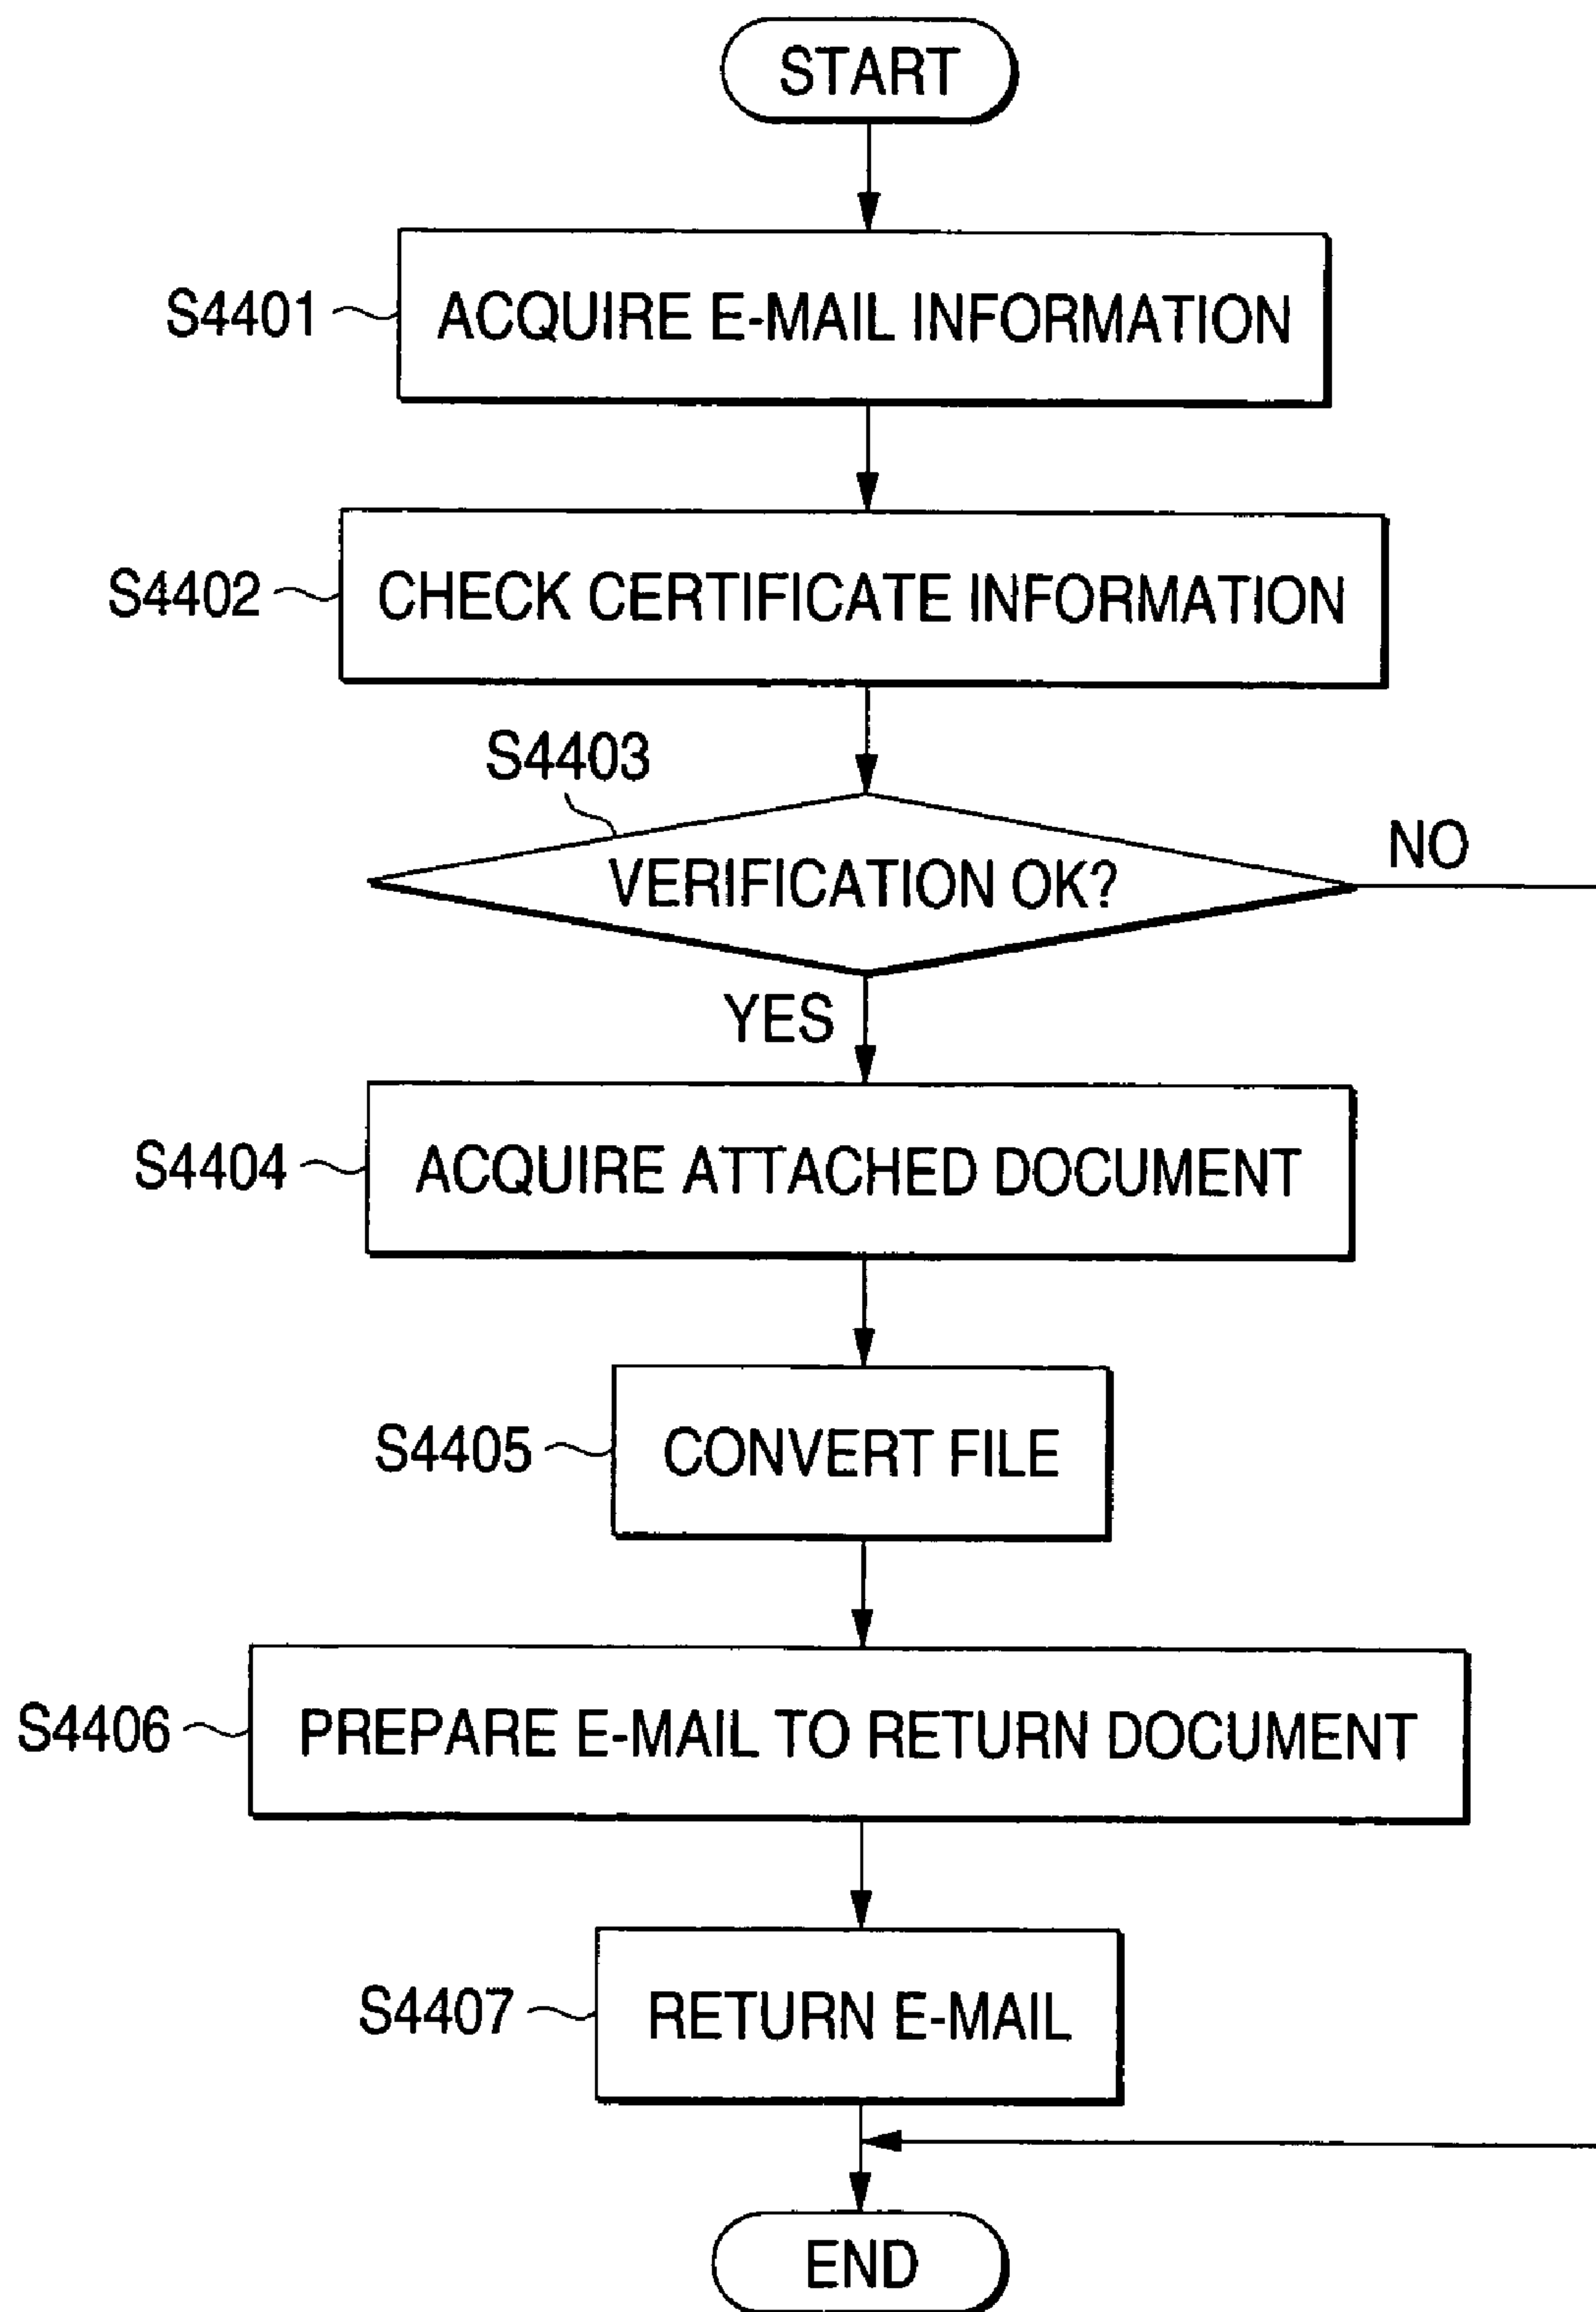 START
S4401
ACQUIRE E-MAIL INFORMATION
S4402
CHECK CERTIFICATE INFORMATION
S4403
VERIFICATION OK?
NO
YES
S4404
ACQUIRE ATTACHED DOCUMENT
S4405
CONVERT FILE
S4406
PREPARE E-MAIL TO RETURN DOCUMENT
S4407
RETURN E-MAIL
END